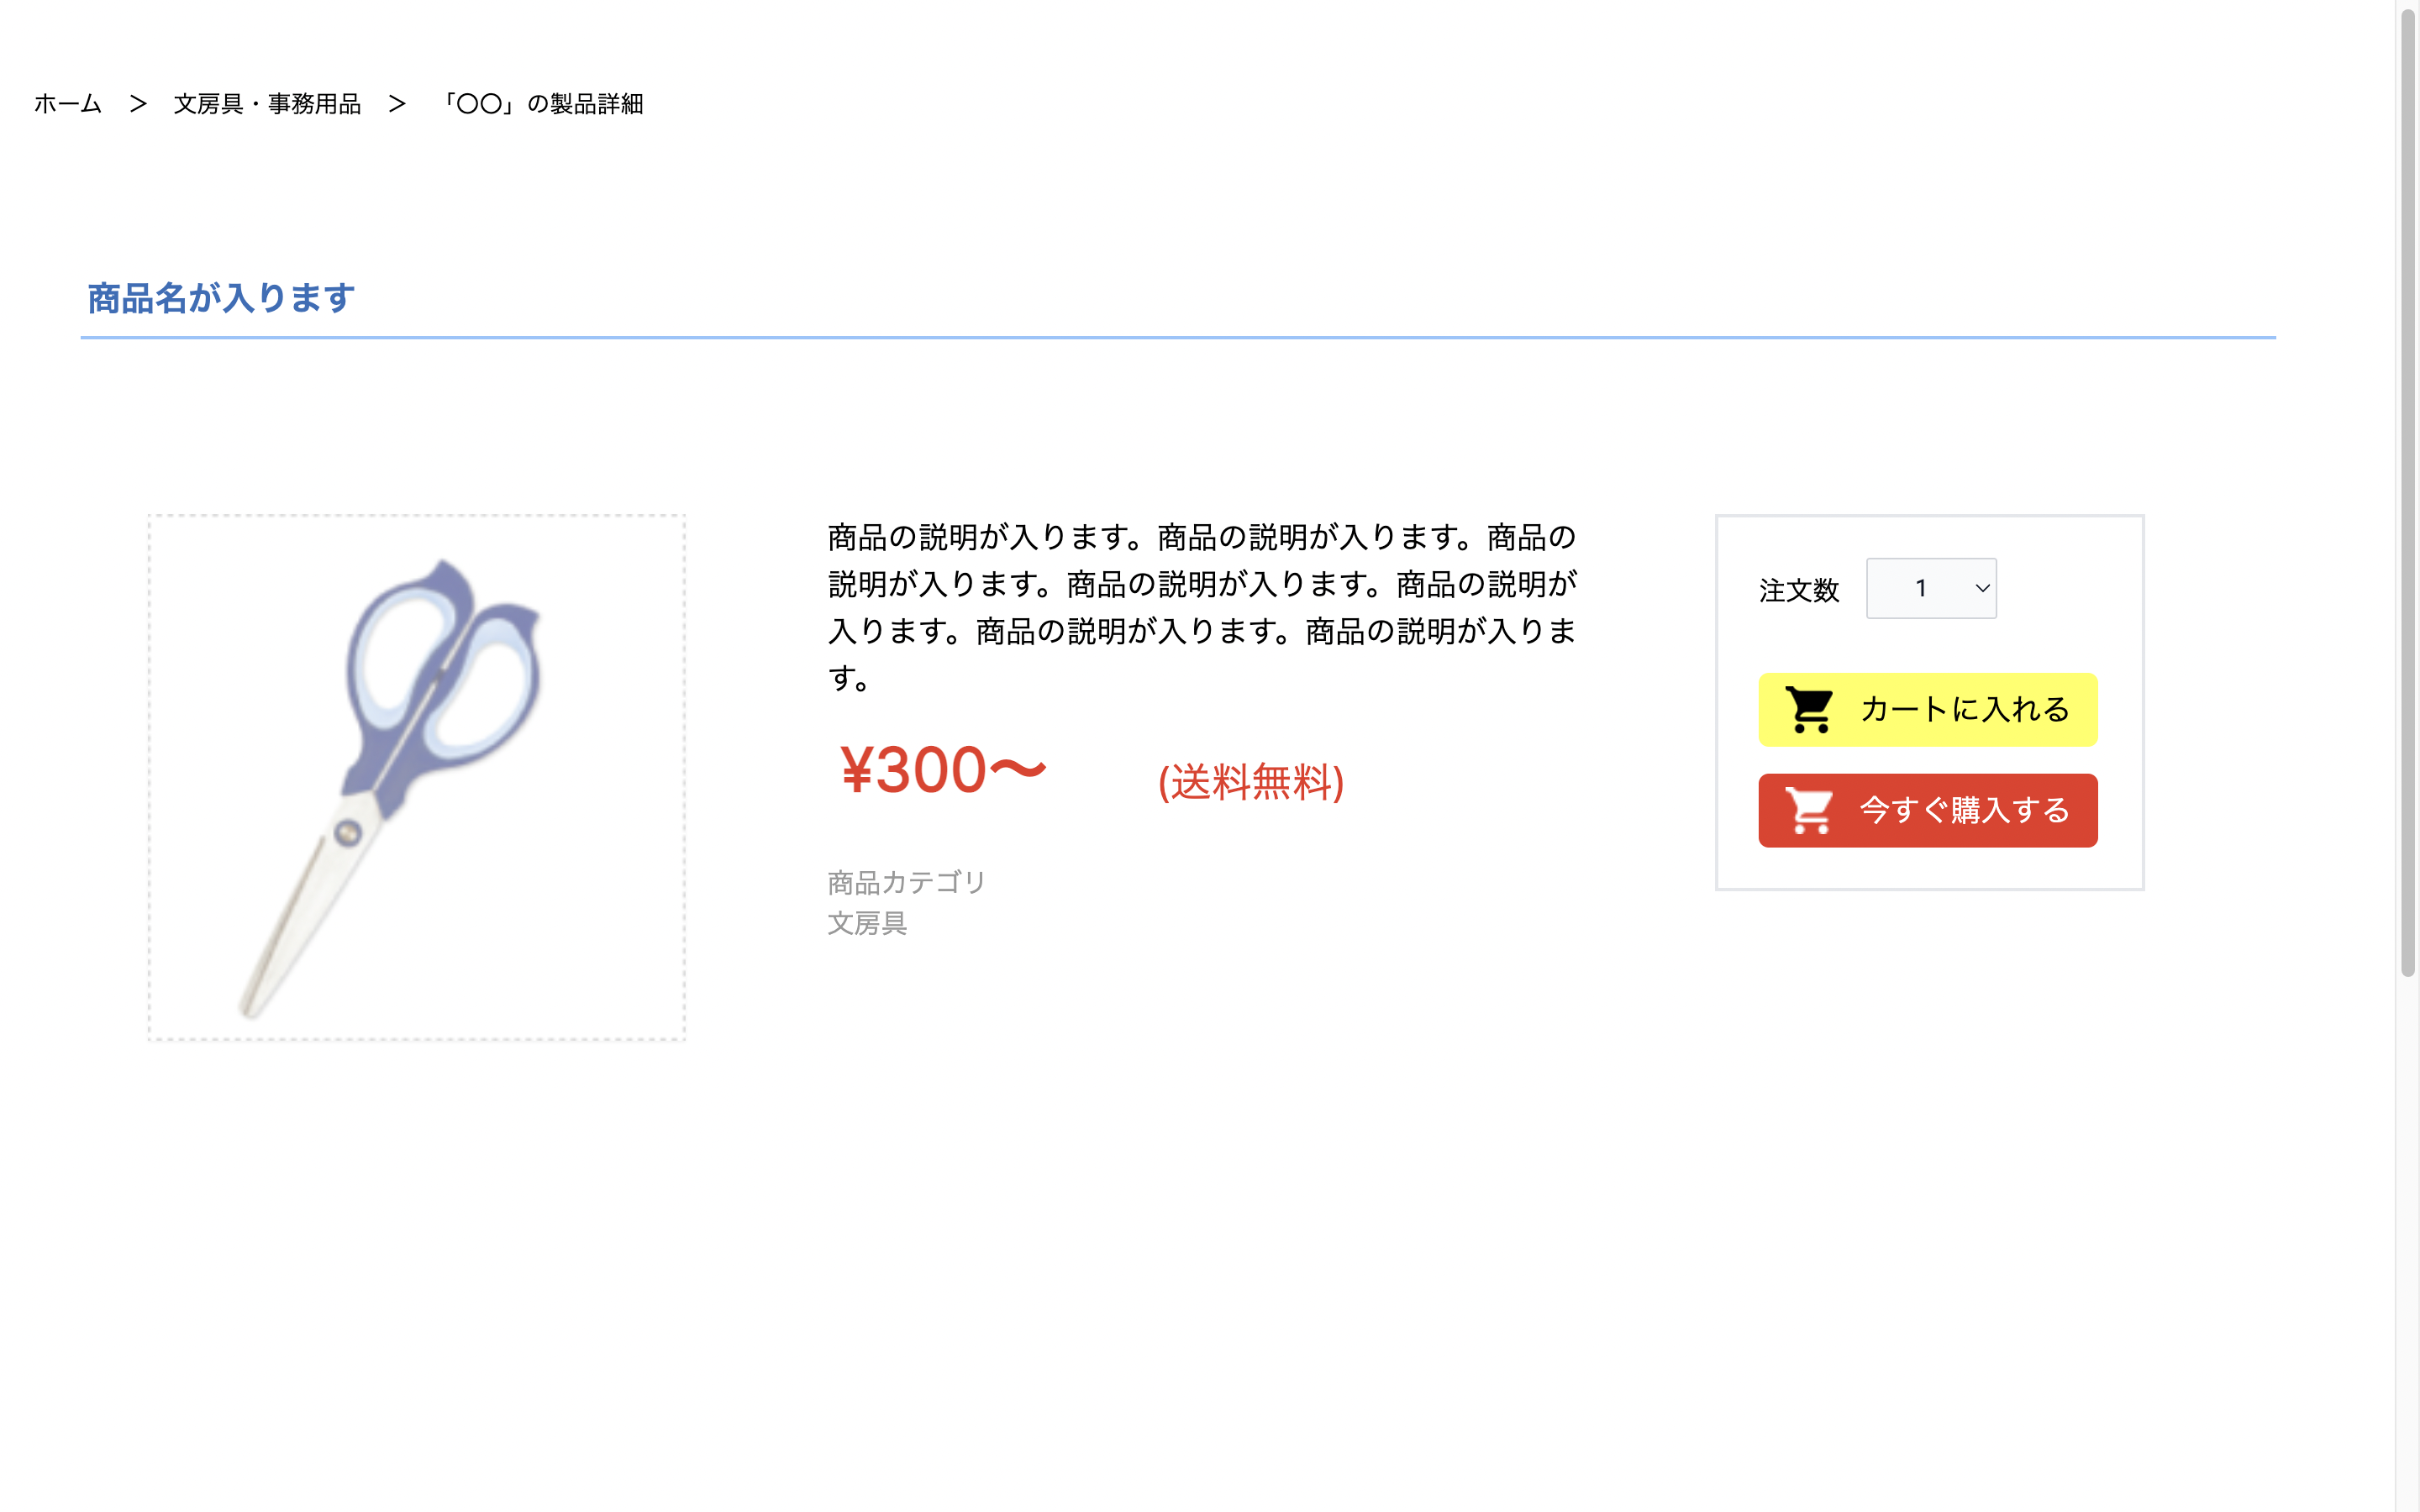 ホーム ＞ 文房具・事務用品 ＞ 「〇〇」の製品詳細
商品名が入ります
商品の説明が入ります。商品の説明が入ります。商品の
説明が入ります。商品の説明が入ります。商品の説明が
入ります。商品の説明が入ります。商品の説明が入りま
す。
¥300〜 (送料無料)
商品カテゴリ
文房具
注文数 1
カートに入れる
今すぐ購入する